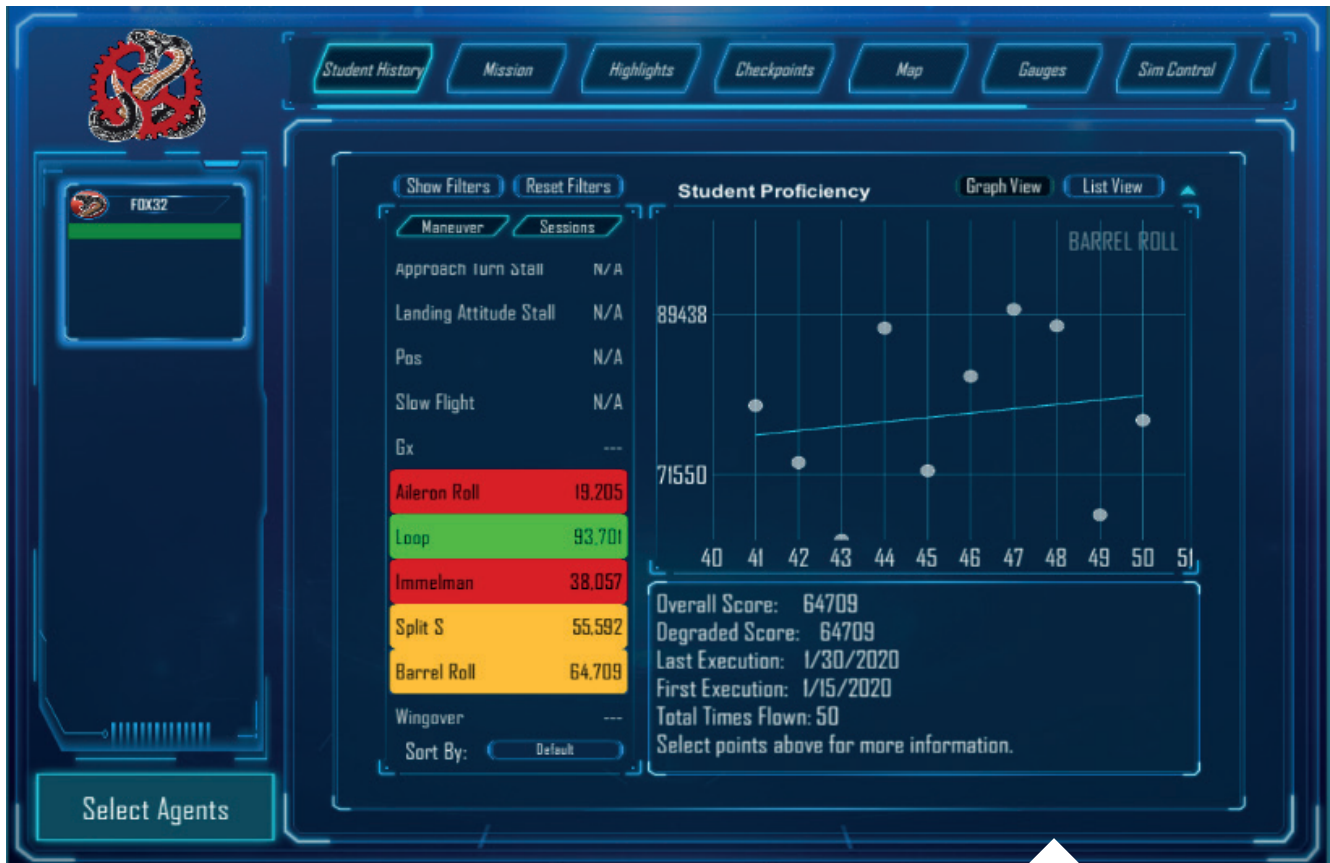 Student History Mission Highlights Checkpoints Map Gauges Sim Control
FOX32
Show Filters Reset Filters
Maneuver Sessions
Approach Turn Stall N/A
Landing Attitude Stall N/A
Pos N/A
Slow Flight N/A
Gx ---
Aileron Roll 19,205
Loop 93,701
Immelman 38,057
Split S 55,592
Barrel Roll 64,709
Wingover ---
Sort By: Default
Student Proficiency Graph View List View
BARREL ROLL
89438
71550
40 41 42 43 44 45 46 47 48 49 50 51
Overall Score: 64709
Degraded Score: 64709
Last Execution: 1/30/2020
First Execution: 1/15/2020
Total Times Flown: 50
Select points above for more information.
Select Agents